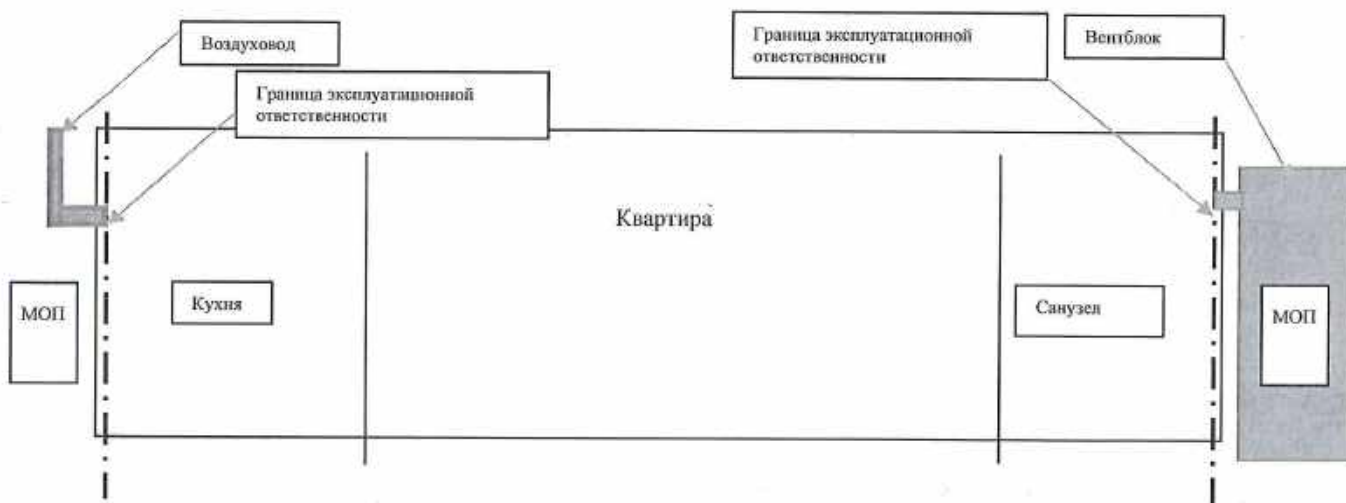 Воздуховод
Граница эксплуатационной
ответственности
Вентблок
Граница эксплуатационной
ответственности
Квартира
МОП
Кухня
Санузел
МОП